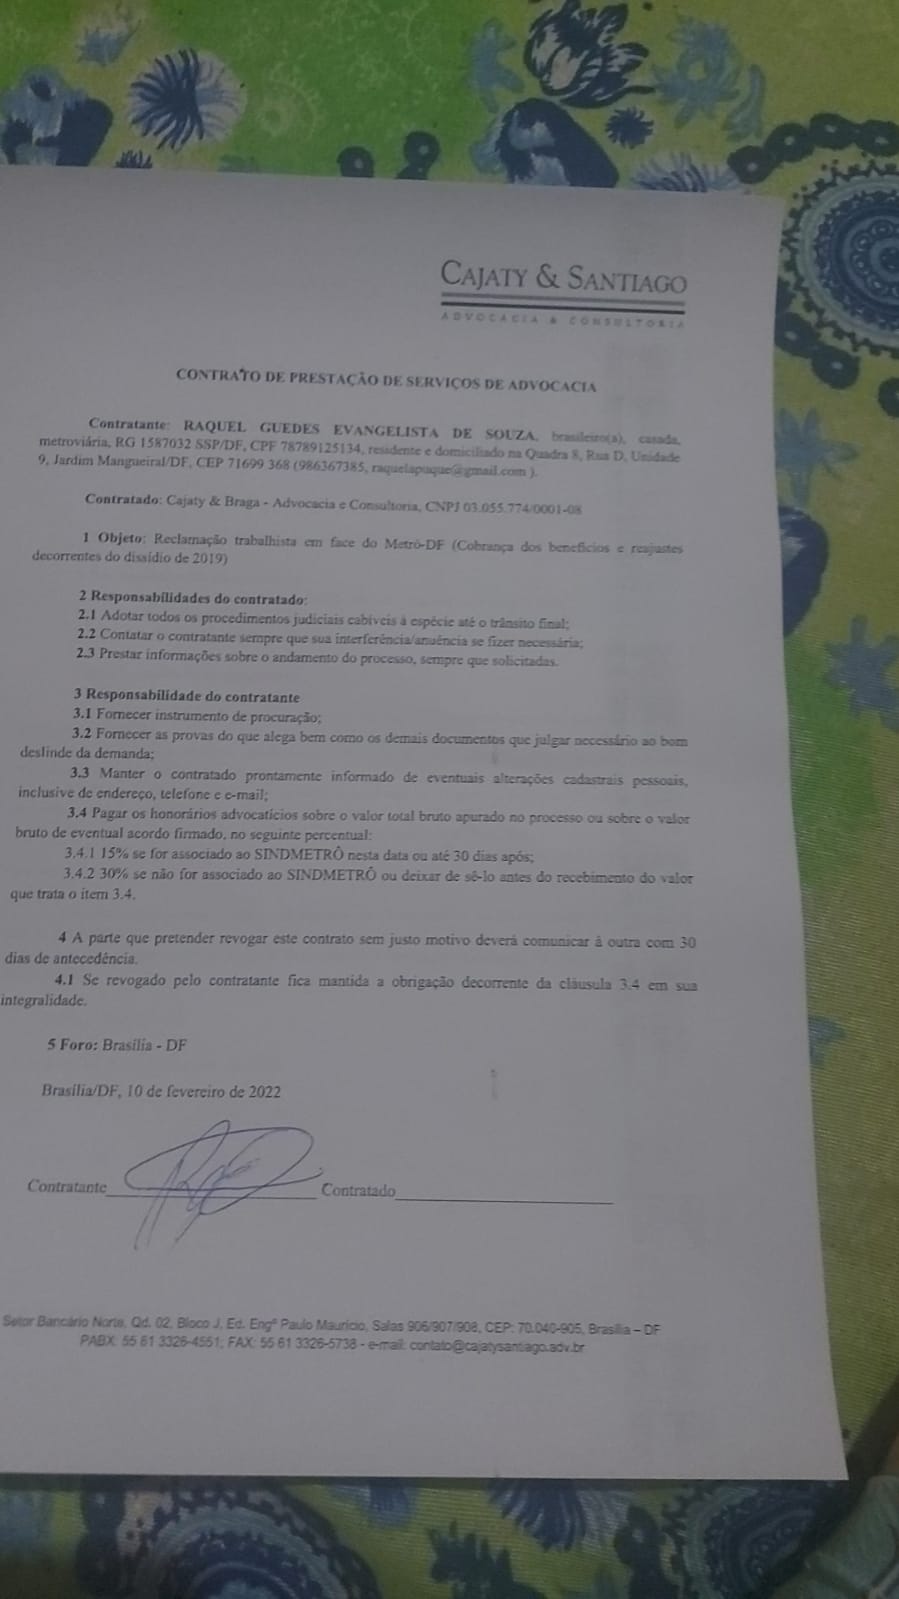 CAJATY & SANTIAGO
ADVOCACIA & CONSULTORIA
CONTRATO DE PRESTAÇÃO DE SERVIÇOS DE ADVOCACIA
Contratante: RAQUEL GUEDES EVANGELISTA DE SOUZA, brasileiro(a), casada,
metroviária, RG 1587032 SSP/DF, CPF 78789125134, residente e domiciliado na Quadra 8, Rua D, Unidade
9, Jardim Mangueiral/DF, CEP 71699 368 (986367385, raquelapuque@gmail.com ).
Contratado: Cajaty & Braga - Advocacia e Consultoria, CNPJ 03.055.774/0001-08
1 Objeto: Reclamação trabalhista em face do Metrô-DF (Cobrança dos benefícios e reajustes
decorrentes do dissídio de 2019)
2 Responsabilidades do contratado:
2.1 Adotar todos os procedimentos judiciais cabíveis à espécie até o trânsito final;
2.2 Contatar o contratante sempre que sua interferência/anuência se fizer necessária;
2.3 Prestar informações sobre o andamento do processo, sempre que solicitadas.
3 Responsabilidade do contratante
3.1 Fornecer instrumento de procuração;
3.2 Fornecer as provas do que alega bem como os demais documentos que julgar necessário ao bom
deslinde da demanda;
3.3 Manter o contratado prontamente informado de eventuais alterações cadastrais pessoais,
inclusive de endereço, telefone e e-mail;
3.4 Pagar os honorários advocatícios sobre o valor total bruto apurado no processo ou sobre o valor
bruto de eventual acordo firmado, no seguinte percentual:
3.4.1 15% se for associado ao SINDMETRÔ nesta data ou até 30 dias após;
3.4.2 30% se não for associado ao SINDMETRÔ ou deixar de sê-lo antes do recebimento do valor
que trata o item 3.4.
4 A parte que pretender revogar este contrato sem justo motivo deverá comunicar à outra com 30
dias de antecedência.
4.1 Se revogado pelo contratante fica mantida a obrigação decorrente da cláusula 3.4 em sua
integralidade.
5 Foro: Brasília - DF
Brasília/DF, 10 de fevereiro de 2022
Contratante Contratado
Setor Bancário Norte, Qd. 02, Bloco J, Ed. Engº Paulo Maurício, Salas 906/907/908, CEP: 70.040-905, Brasília – DF
PABX: 55 61 3326-4551; FAX: 55 61 3326-5738 - e-mail: contato@cajatysantiago.adv.br